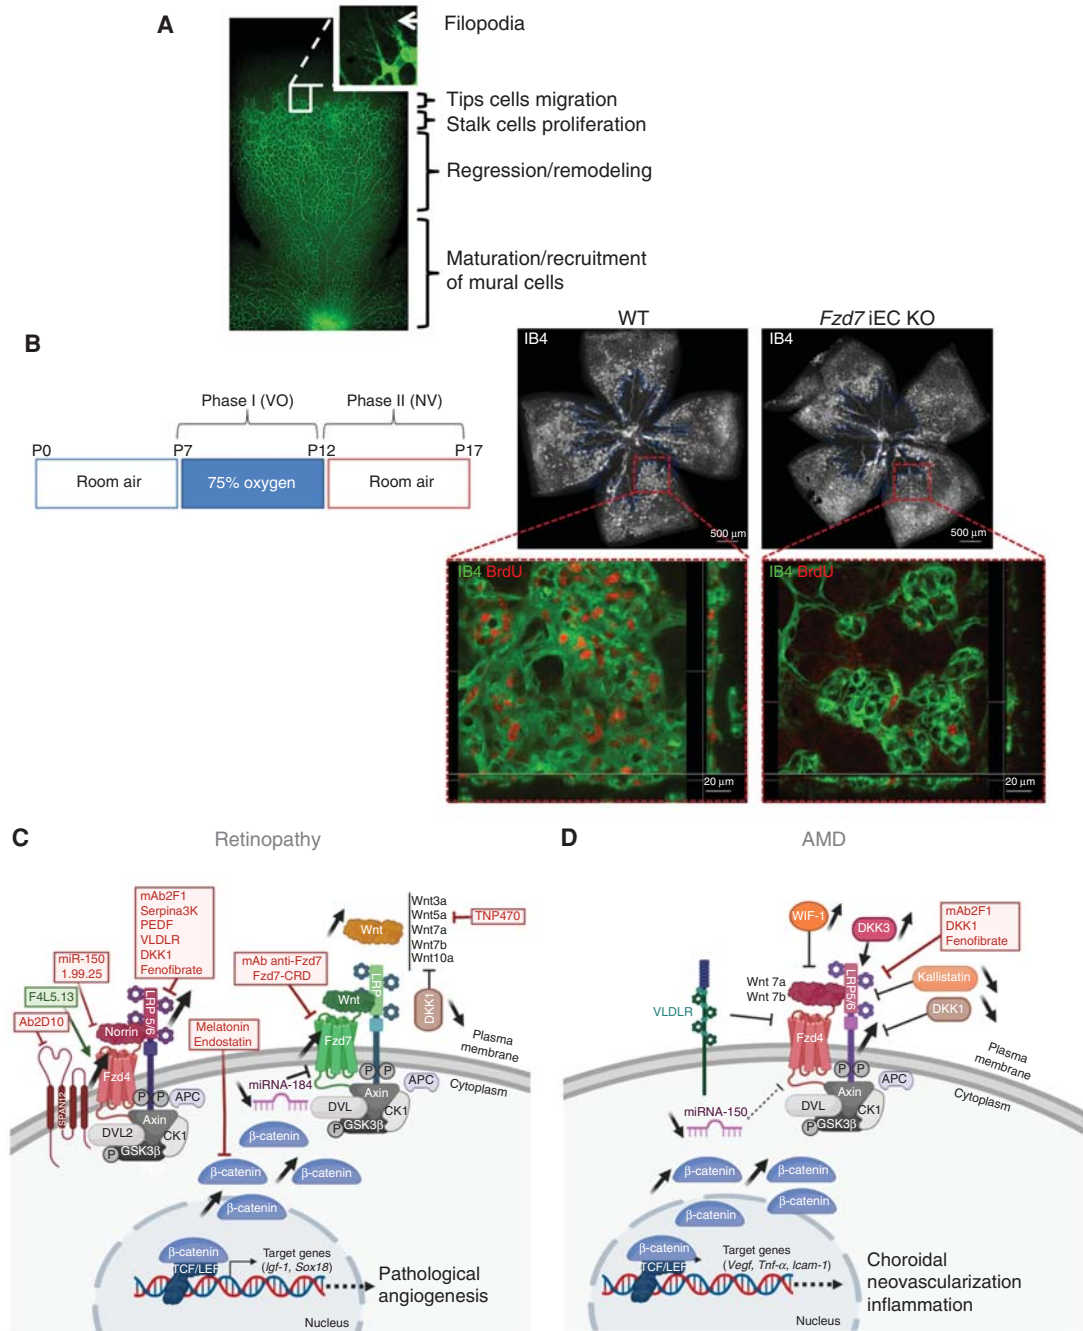 A
Filopodia
Tips cells migration
Stalk cells proliferation
Regression/remodeling
Maturation/recruitment
of mural cells
B
Phase I (VO)
Phase II (NV)
P0
P7
P12
P17
Room air
75% oxygen
Room air
WT
Fzd7 iEC KO
IB4
IB4
500 µm
500 µm
IB4 BrdU
IB4 BrdU
20 µm
20 µm
C
Retinopathy
mAb2F1
Serpina3K
PEDF
VLDLR
DKK1
Fenofibrate
miR-150
1.99.25
F4L5.13
Ab2D10
Norrin
LRP 5/6
Fzd4
TSPAN12
P
P
APC
Axin
DVL2
CK1
GSK3β
P
Melatonin
Endostatin
mAb anti-Fzd7
Fzd7-CRD
Wnt
Wnt3a
Wnt5a
Wnt7a
Wnt7b
Wnt10a
TNP470
DKK1
LRP
Wnt
Fzd7
Plasma
membrane
Cytoplasm
miRNA-184
P
P
APC
Axin
DVL
CK1
GSK3β
P
β-catenin
β-catenin
β-catenin
β-catenin
β-catenin
TCF/LEF
Target genes
(Igf-1, Sox18)
Pathological
angiogenesis
Nucleus
D
AMD
WIF-1
DKK3
mAb2F1
DKK1
Fenofibrate
Kallistatin
DKK1
Wnt 7a
Wnt 7b
LRP5/6
VLDLR
Fzd4
Plasma
membrane
Cytoplasm
P
P
APC
Axin
DVL
CK1
GSK3β
P
miRNA-150
β-catenin
β-catenin
β-catenin
β-catenin
β-catenin
TCF/LEF
Target genes
(Vegf, Tnf-α, Icam-1)
Choroidal
neovascularization
inflammation
Nucleus